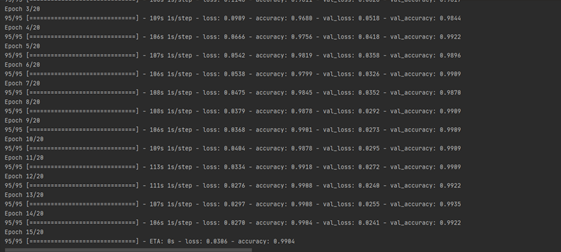 Epoch 3/20
95/95 [==============================] - 109s 1s/step - loss: 0.0909 - accuracy: 0.9680 - val_loss: 0.0518 - val_accuracy: 0.9844
Epoch 4/20
95/95 [==============================] - 106s 1s/step - loss: 0.0666 - accuracy: 0.9756 - val_loss: 0.0418 - val_accuracy: 0.9922
Epoch 5/20
95/95 [==============================] - 107s 1s/step - loss: 0.0542 - accuracy: 0.9819 - val_loss: 0.0358 - val_accuracy: 0.9896
Epoch 6/20
95/95 [==============================] - 106s 1s/step - loss: 0.0538 - accuracy: 0.9799 - val_loss: 0.0326 - val_accuracy: 0.9909
Epoch 7/20
95/95 [==============================] - 108s 1s/step - loss: 0.0475 - accuracy: 0.9845 - val_loss: 0.0352 - val_accuracy: 0.9870
Epoch 8/20
95/95 [==============================] - 108s 1s/step - loss: 0.0379 - accuracy: 0.9878 - val_loss: 0.0292 - val_accuracy: 0.9909
Epoch 9/20
95/95 [==============================] - 106s 1s/step - loss: 0.0368 - accuracy: 0.9901 - val_loss: 0.0273 - val_accuracy: 0.9909
Epoch 10/20
95/95 [==============================] - 109s 1s/step - loss: 0.0404 - accuracy: 0.9878 - val_loss: 0.0295 - val_accuracy: 0.9909
Epoch 11/20
95/95 [==============================] - 113s 1s/step - loss: 0.0334 - accuracy: 0.9918 - val_loss: 0.0272 - val_accuracy: 0.9909
Epoch 12/20
95/95 [==============================] - 111s 1s/step - loss: 0.0276 - accuracy: 0.9908 - val_loss: 0.0240 - val_accuracy: 0.9922
Epoch 13/20
95/95 [==============================] - 107s 1s/step - loss: 0.0297 - accuracy: 0.9908 - val_loss: 0.0255 - val_accuracy: 0.9935
Epoch 14/20
95/95 [==============================] - 106s 1s/step - loss: 0.0270 - accuracy: 0.9904 - val_loss: 0.0241 - val_accuracy: 0.9922
Epoch 15/20
95/95 [==============================] - ETA: 0s - loss: 0.0306 - accuracy: 0.9904